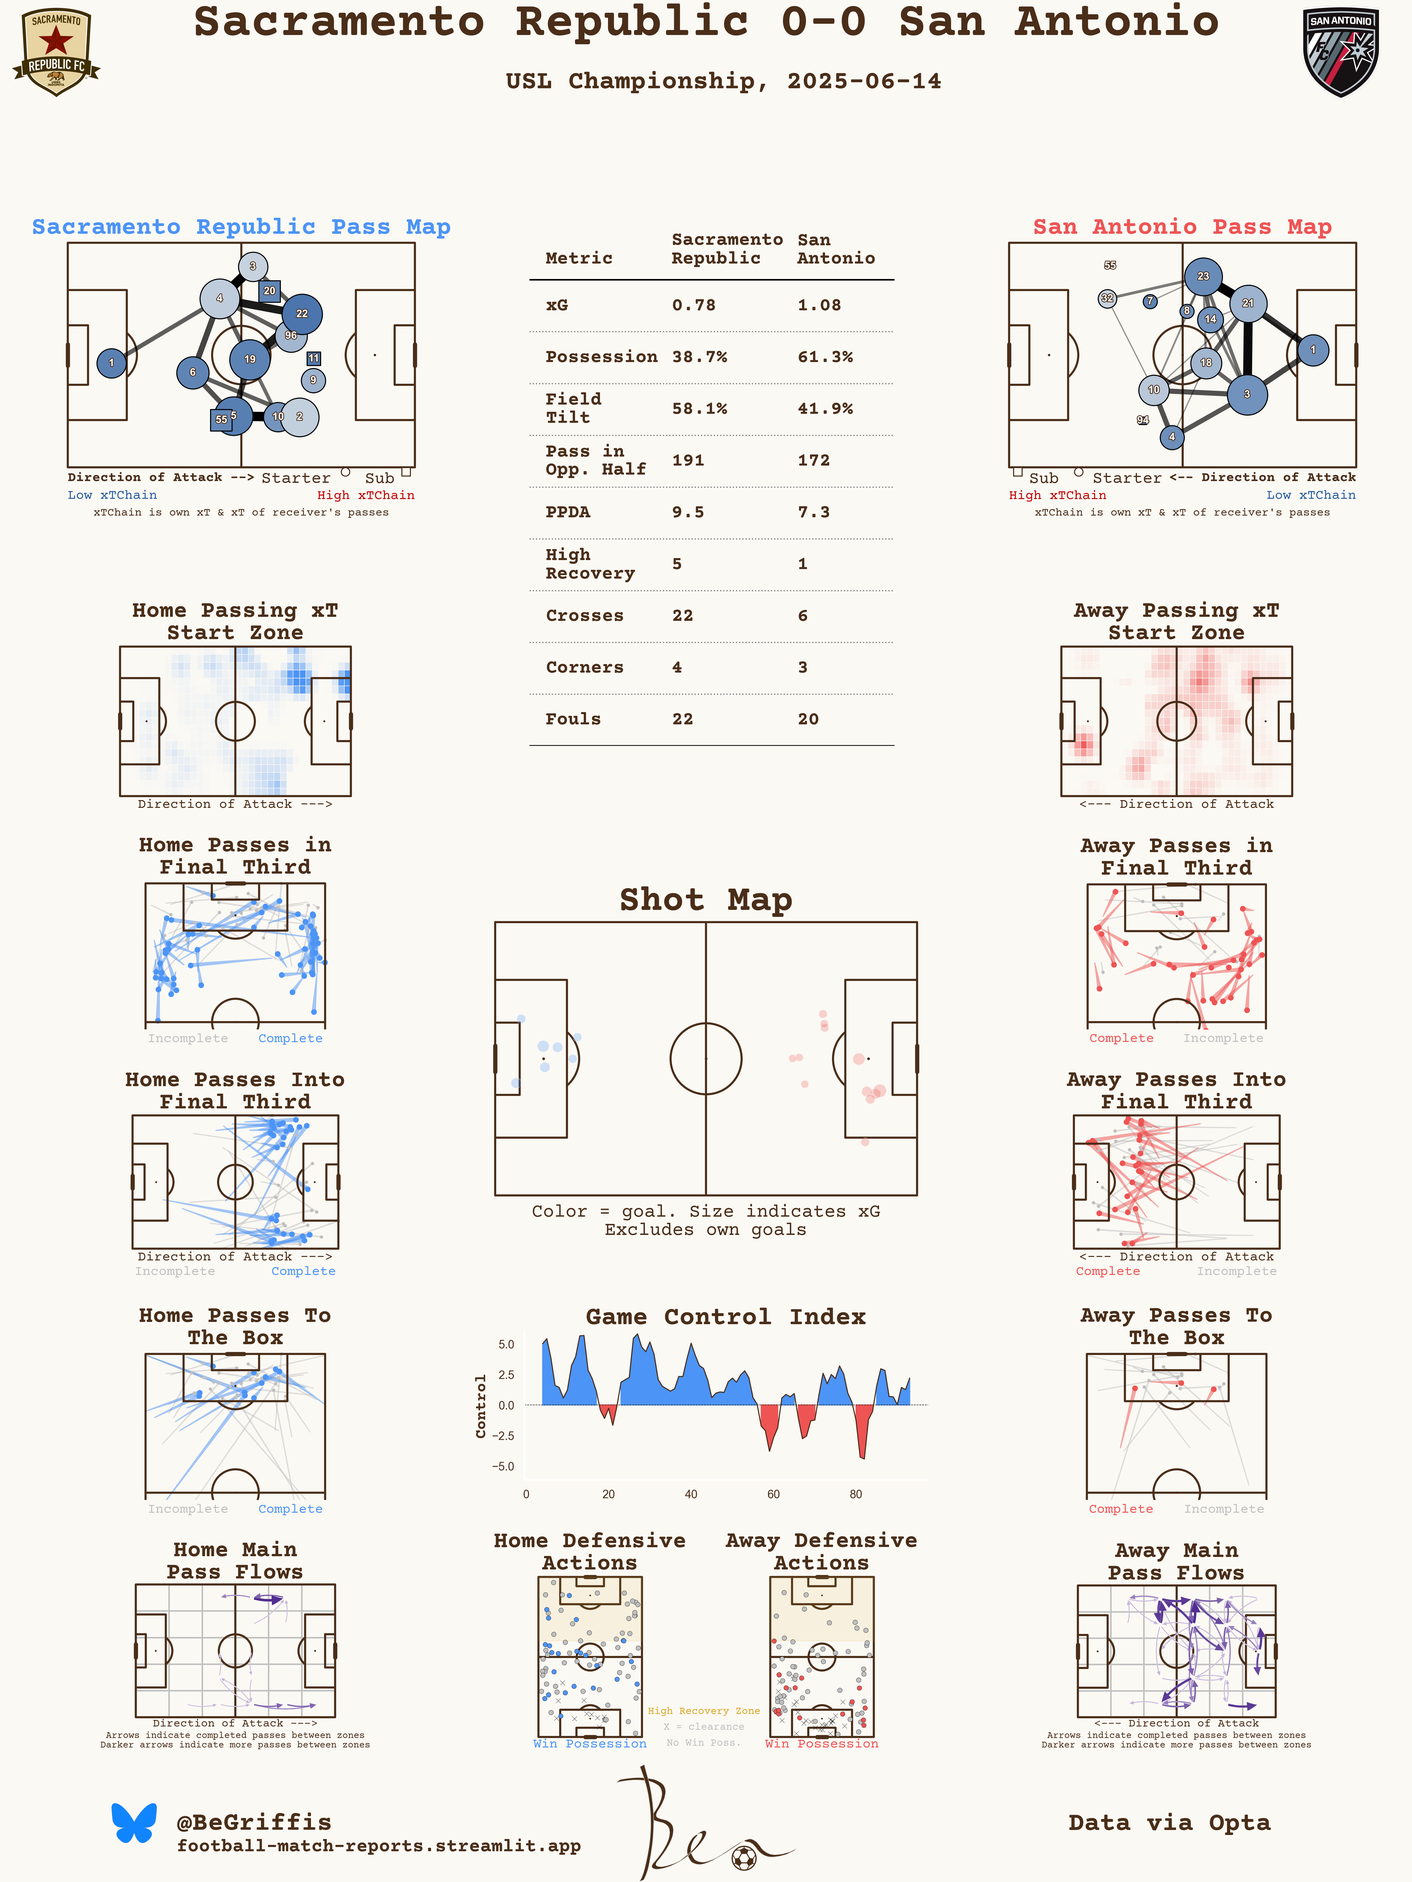 Sacramento Republic 0-0 San Antonio
USL Championship, 2025-06-14
SACRAMENTO
REPUBLIC FC
SAN ANTONIO
FC
Sacramento Republic Pass Map
3
20
4
22
96
19
11
1
6
9
55
5
10
2
Direction of Attack --> Starter Sub
Low xTChain High xTChain
xTChain is own xT & xT of receiver's passes
Metric Sacramento Republic San Antonio
xG 0.78 1.08
Possession 38.7% 61.3%
Field Tilt 58.1% 41.9%
Pass in Opp. Half 191 172
PPDA 9.5 7.3
High Recovery 5 1
Crosses 22 6
Corners 4 3
Fouls 22 20
San Antonio Pass Map
55
23
32
7
8
21
14
1
18
10
3
94
4
Sub Starter <-- Direction of Attack
High xTChain Low xTChain
xTChain is own xT & xT of receiver's passes
Home Passing xT
Start Zone
Direction of Attack --->
Away Passing xT
Start Zone
<--- Direction of Attack
Home Passes in
Final Third
Incomplete Complete
Away Passes in
Final Third
Complete Incomplete
Shot Map
Color = goal. Size indicates xG
Excludes own goals
Home Passes Into
Final Third
Direction of Attack --->
Incomplete Complete
Away Passes Into
Final Third
<--- Direction of Attack
Complete Incomplete
Home Passes To
The Box
Incomplete Complete
Game Control Index
Control
5.0
2.5
0.0
−2.5
−5.0
0 20 40 60 80
Away Passes To
The Box
Complete Incomplete
Home Main
Pass Flows
Direction of Attack --->
Arrows indicate completed passes between zones
Darker arrows indicate more passes between zones
Home Defensive
Actions
Win Possession
High Recovery Zone
X = clearance
No Win Poss.
Away Defensive
Actions
Win Possession
Away Main
Pass Flows
<--- Direction of Attack
Arrows indicate completed passes between zones
Darker arrows indicate more passes between zones
@BeGriffis
football-match-reports.streamlit.app
Ben
Data via Opta